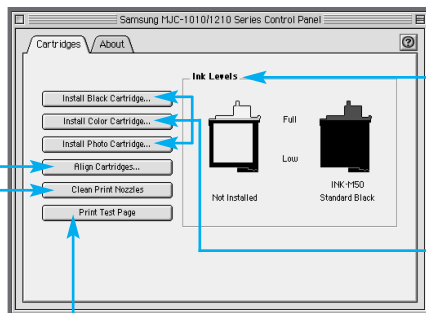 Samsung MJC-1010/1210 Series Control Panel
Cartridges
About
Ink Levels
Install Black Cartridge...
Install Color Cartridge...
Install Photo Cartridge...
Align Cartridges...
Clean Print Nozzles
Print Test Page
Full
Low
Not Installed
INK-M50
Standard Black